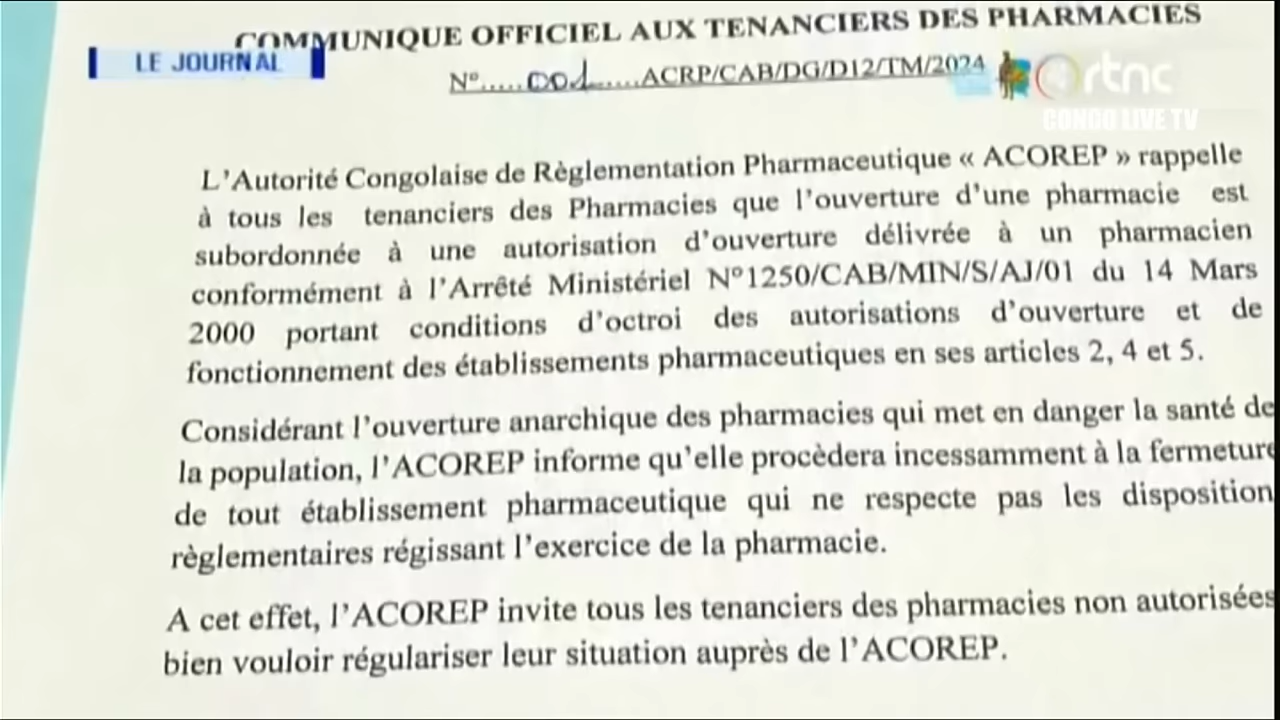 COMMUNIQUE OFFICIEL AUX TENANCIERS DES PHARMACIES
LE JOURNAL
N°.....001.....ACRP/CAB/DG/D12/TM/2024
rtnc
CONGO LIVE TV
L'Autorité Congolaise de Règlementation Pharmaceutique « ACOREP » rappelle
à tous les tenanciers des Pharmacies que l'ouverture d'une pharmacie est
subordonnée à une autorisation d'ouverture délivrée à un pharmacien
conformément à l'Arrêté Ministériel N°1250/CAB/MIN/S/AJ/01 du 14 Mars
2000 portant conditions d'octroi des autorisations d'ouverture et de
fonctionnement des établissements pharmaceutiques en ses articles 2, 4 et 5.
Considérant l'ouverture anarchique des pharmacies qui met en danger la santé de
la population, l'ACOREP informe qu'elle procèdera incessamment à la fermeture
de tout établissement pharmaceutique qui ne respecte pas les disposition
règlementaires régissant l'exercice de la pharmacie.
A cet effet, l'ACOREP invite tous les tenanciers des pharmacies non autorisées
bien vouloir régulariser leur situation auprès de l'ACOREP.